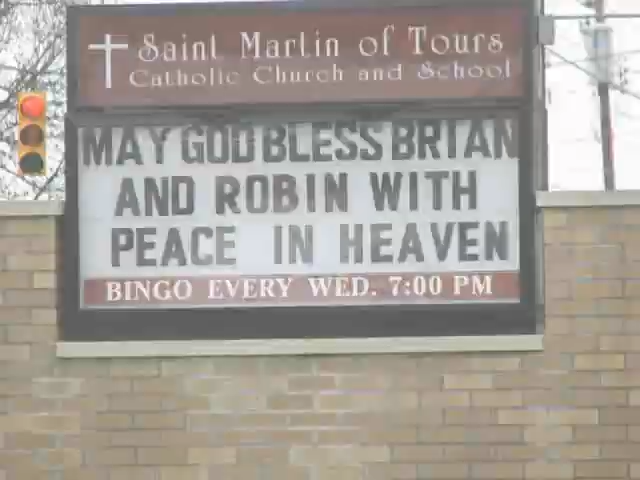 Saint Martin of Tours
Catholic Church and School
MAY GOD BLESS BRIAN
AND ROBIN WITH
PEACE IN HEAVEN
BINGO EVERY WED. 7:00 PM